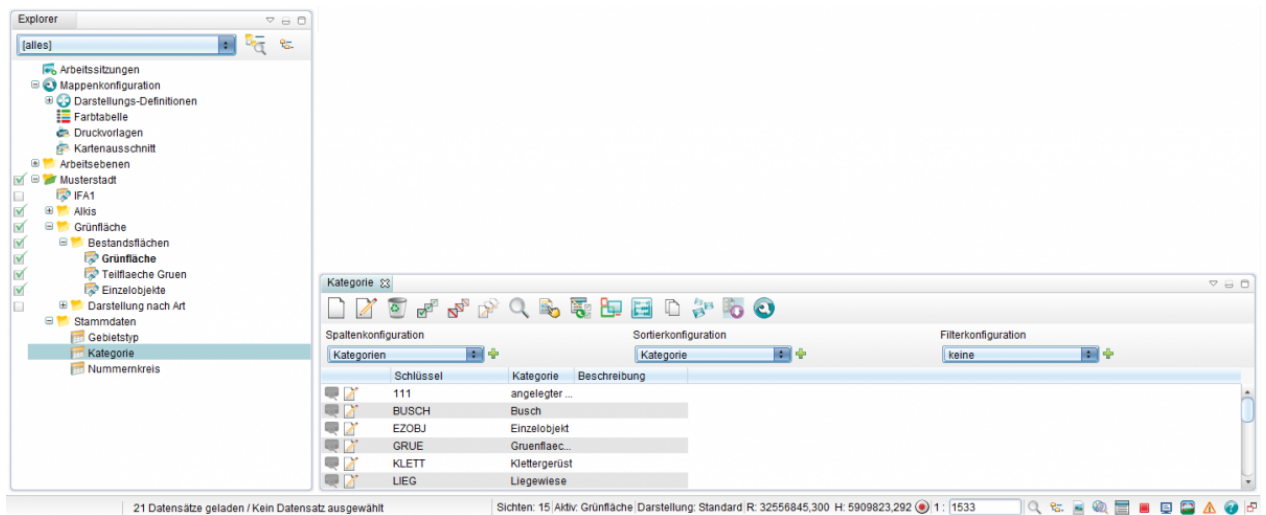 Explorer
[alles]
Arbeitssitzungen
Mappenkonfiguration
Darstellungs-Definitionen
Farbtabelle
Druckvorlagen
Kartenausschnitt
Arbeitsebenen
Musterstadt
IFA1
Alkis
Grünfläche
Bestandsflächen
Grünfläche
Teilflaeche Gruen
Einzelobjekte
Darstellung nach Art
Stammdaten
Gebietstyp
Kategorie
Nummernkreis
Kategorie
Spaltenkonfiguration Sortierkonfiguration Filterkonfiguration
Kategorien Kategorie keine
Schlüssel Kategorie Beschreibung
111 angelegter ...
BUSCH Busch
EZOBJ Einzelobjekt
GRUE Gruenflaec...
KLETT Klettergerüst
LIEG Liegewiese
21 Datensätze geladen / Kein Datensatz ausgewählt Sichten: 15 Aktiv: Grünfläche Darstellung: Standard R: 32556845,300 H: 5909823,292 1 : 1533